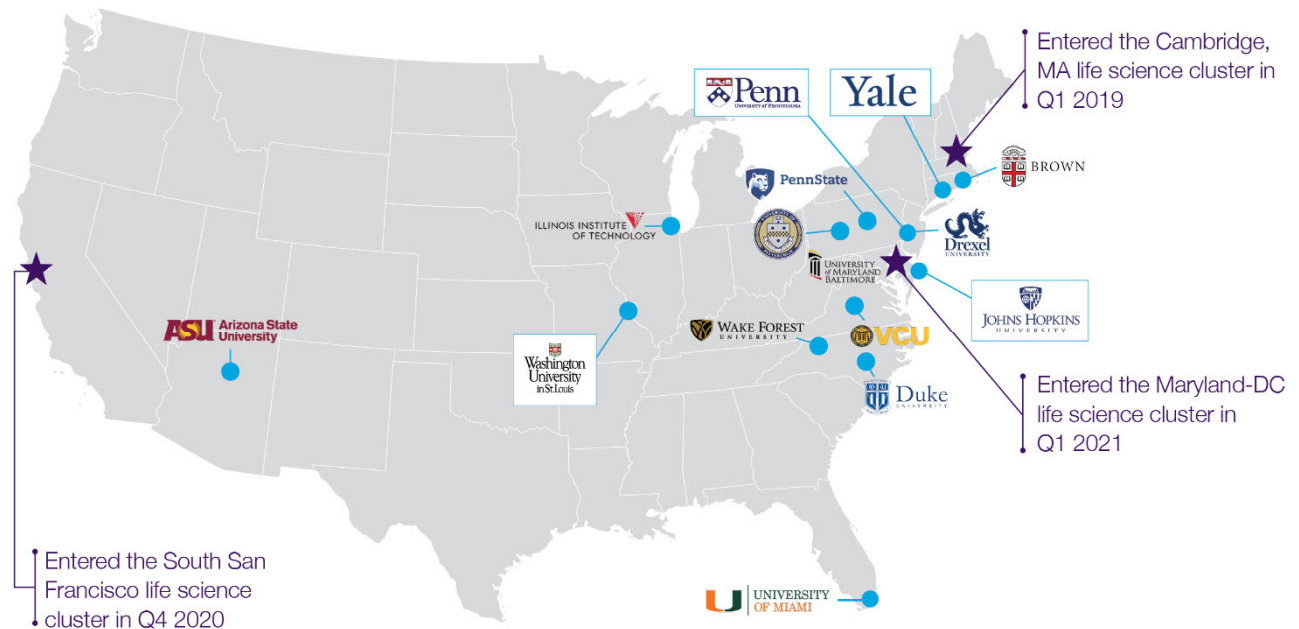 Entered the Cambridge,
MA life science cluster in
Q1 2019
Penn
UNIVERSITY of PENNSYLVANIA
Yale
BROWN
PennState
ILLINOIS INSTITUTE
OF TECHNOLOGY
UNIVERSITY OF
PITTSBURGH
Drexel
UNIVERSITY
UNIVERSITY
of MARYLAND
BALTIMORE
JOHNS HOPKINS
UNIVERSITY
ASU Arizona State
University
WAKE FOREST
UNIVERSITY
VCU
Washington
University
in St. Louis
Duke
UNIVERSITY
Entered the Maryland-DC
life science cluster in
Q1 2021
Entered the South San
Francisco life science
cluster in Q4 2020
U UNIVERSITY
OF MIAMI